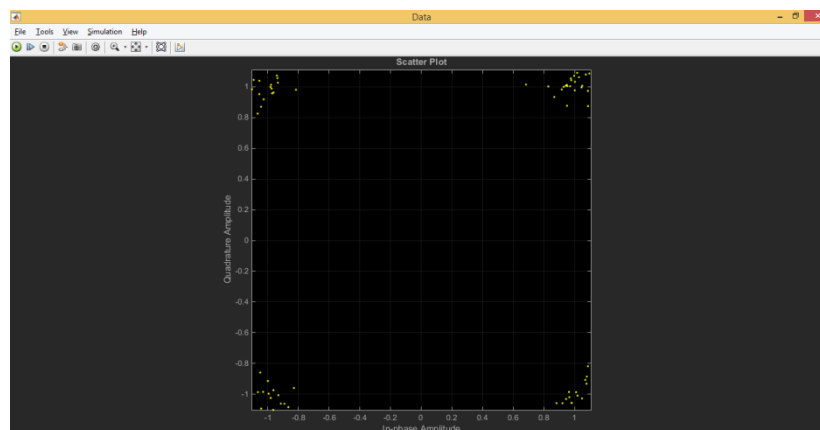 Data
File Tools View Simulation Help
Scatter Plot
1
0.8
0.6
0.4
0.2
0
-0.2
-0.4
-0.6
-0.8
-1
Quadrature Amplitude
-1 -0.8 -0.6 -0.4 -0.2 0 0.2 0.4 0.6 0.8 1
In-phase Amplitude